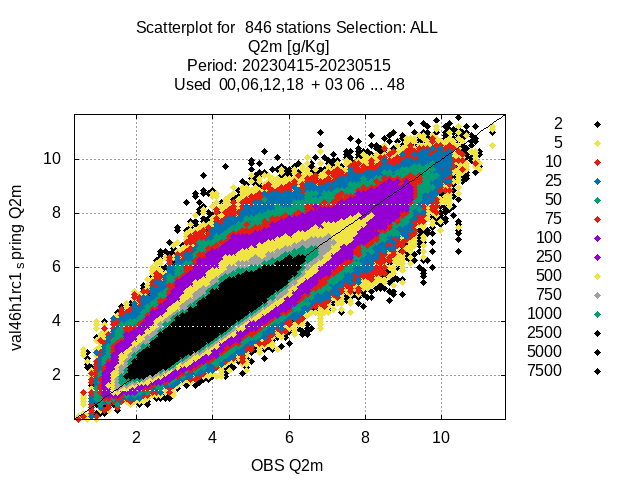 Scatterplot for  846 stations Selection: ALL
Q2m [g/Kg]
Period: 20230415-20230515
Used  00,06,12,18  + 03 06 ... 48
val46h1rc1_spring Q2m
10
8
6
4
2
2 4 6 8 10
OBS Q2m
2
5
10
25
50
75
100
250
500
750
1000
2500
5000
7500